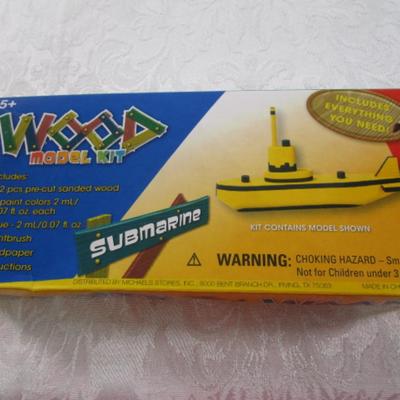 5+
WOOD
MODEL KIT
INCLUDES EVERYTHING YOU NEED!
cludes:
2 pcs pre-cut sanded wood
paint colors 2 mL/
07 fl. oz. each
ue - 2 mL/0.07 fl. oz
ntbrush
dpaper
uctions
SUBMARINE
KIT CONTAINS MODEL SHOWN
WARNING: CHOKING HAZARD - Sm
Not for Children under 3
DISTRIBUTED BY MICHAELS STORES, INC., 8000 BENT BRANCH DR., IRVING, TX 75063
MADE IN CH